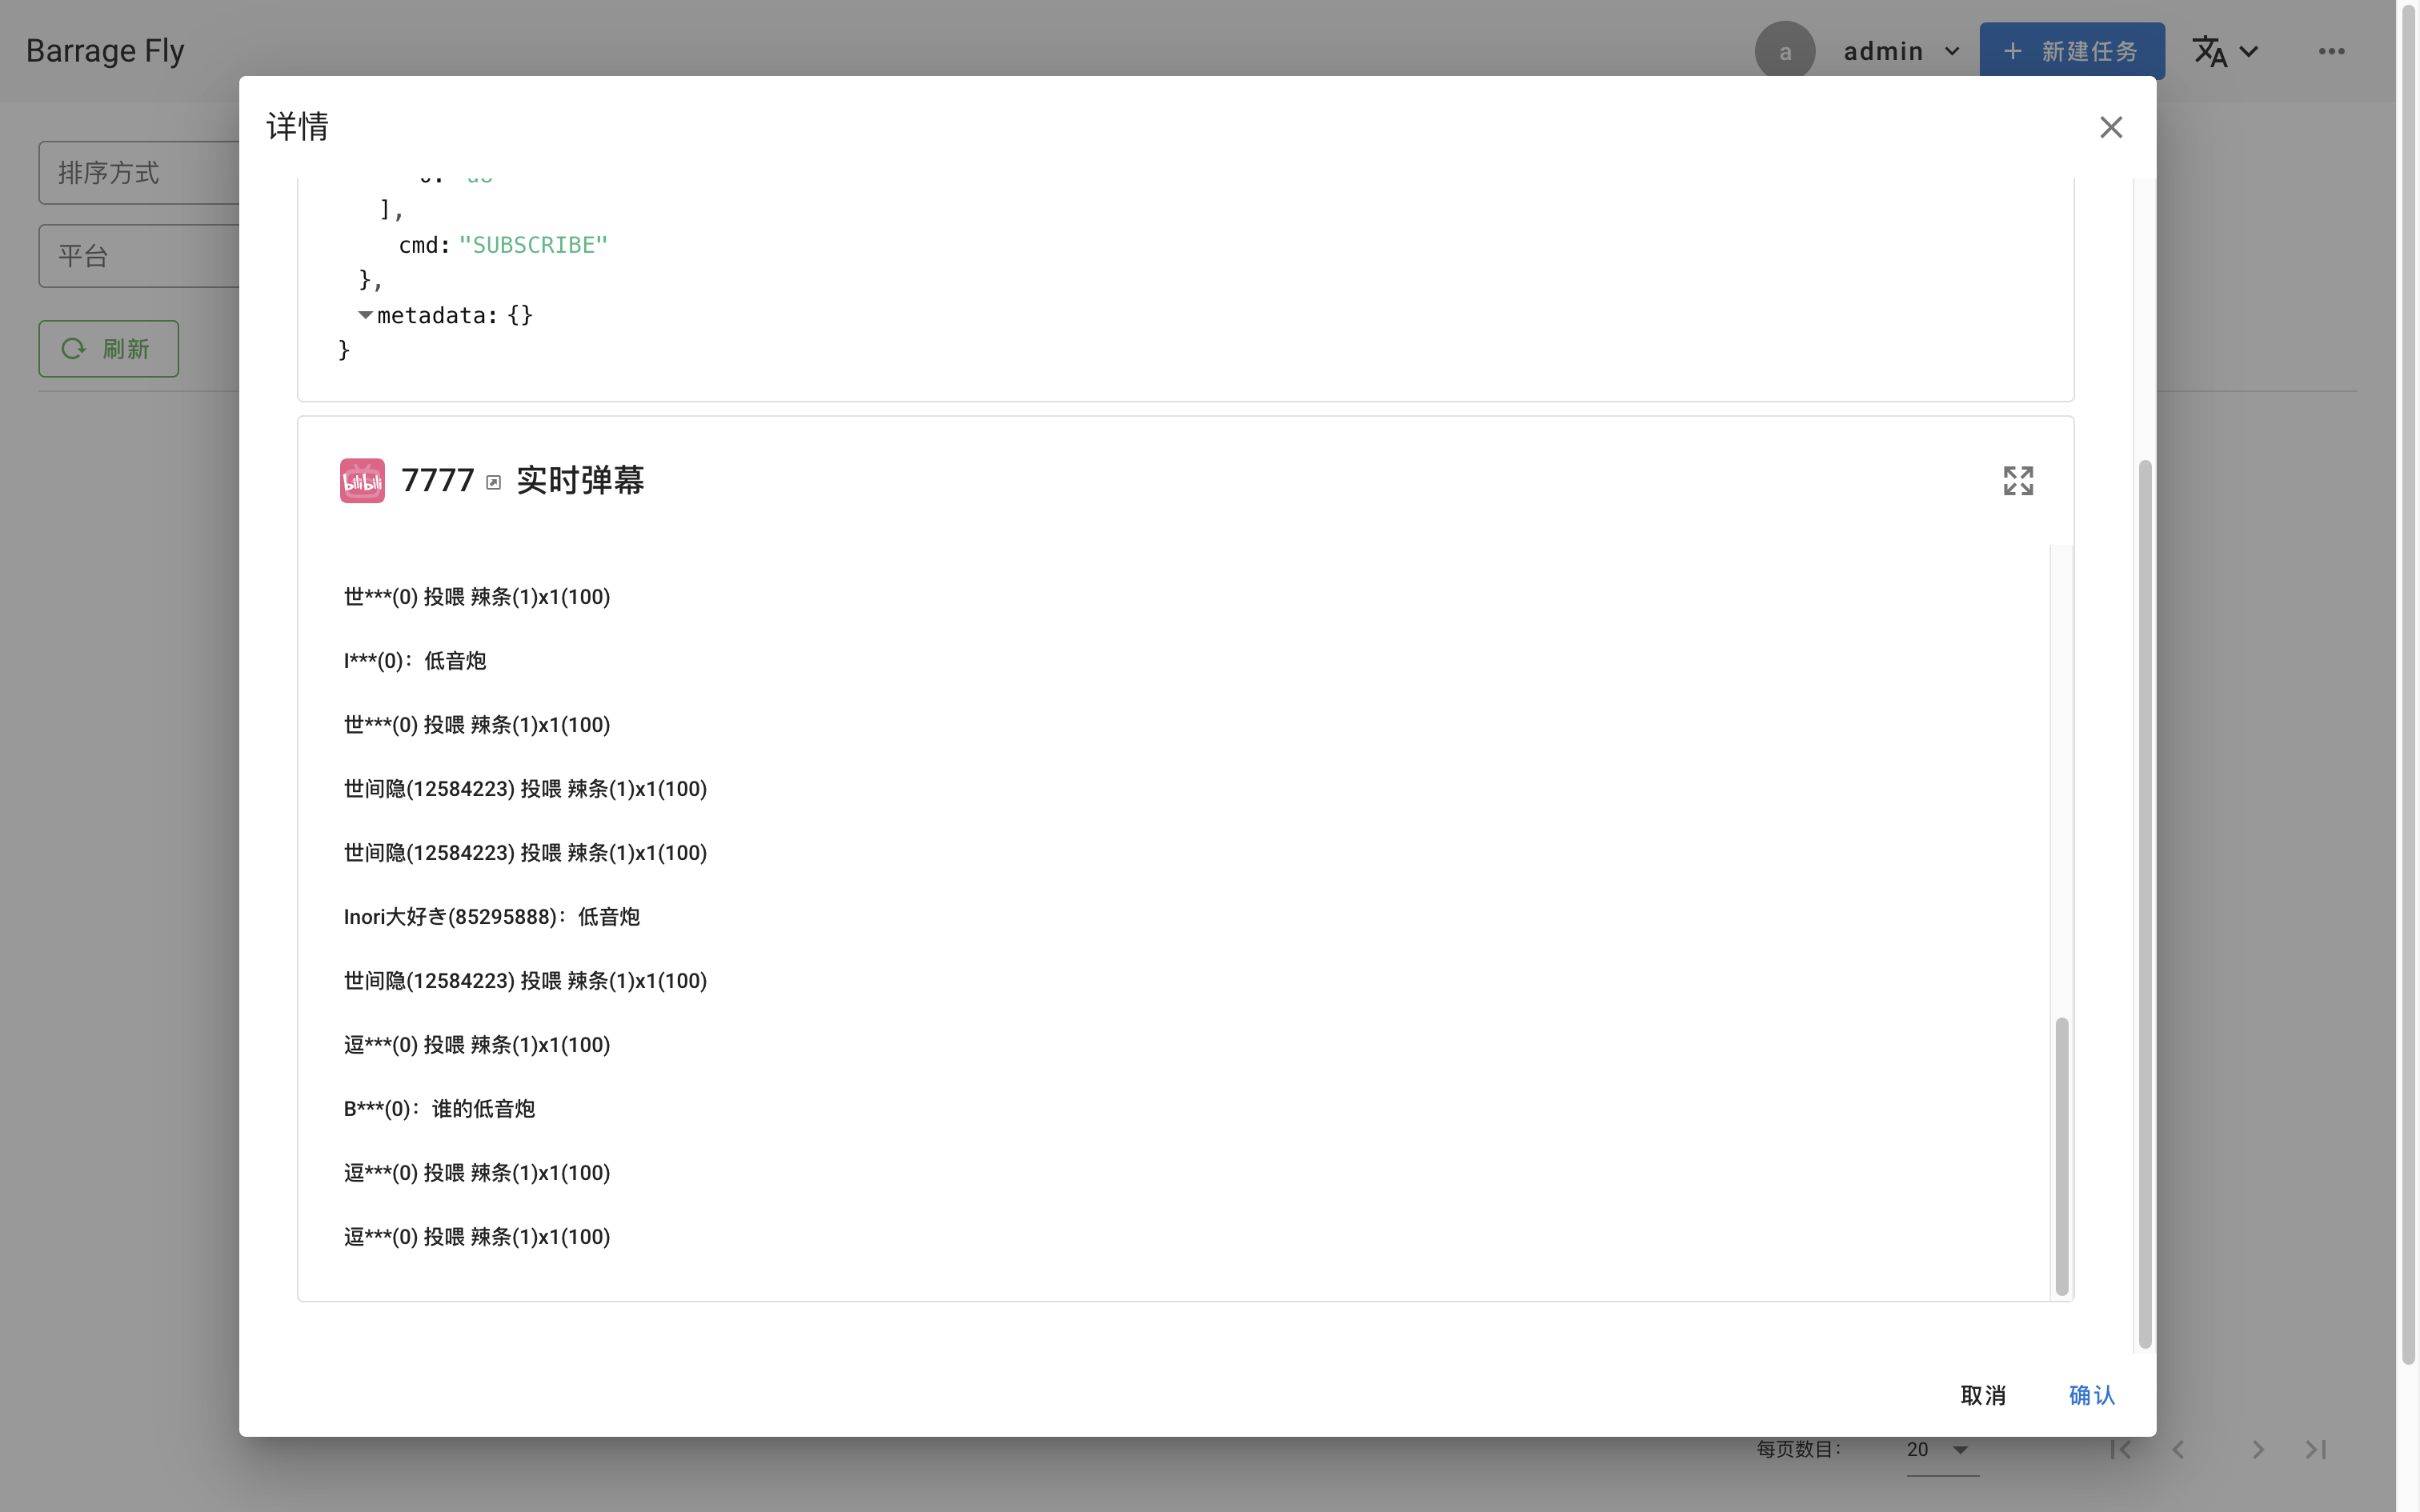 Barrage Fly
a admin + 新建任务
详情
排序方式
平台
刷新
],
cmd: "SUBSCRIBE"
},
metadata: {}
}
bilibili 7777 实时弹幕
世***(0) 投喂 辣条(1)x1(100)
I***(0)：低音炮
世***(0) 投喂 辣条(1)x1(100)
世间隐(12584223) 投喂 辣条(1)x1(100)
世间隐(12584223) 投喂 辣条(1)x1(100)
Inori大好き(85295888)：低音炮
世间隐(12584223) 投喂 辣条(1)x1(100)
逗***(0) 投喂 辣条(1)x1(100)
B***(0)：谁的低音炮
逗***(0) 投喂 辣条(1)x1(100)
逗***(0) 投喂 辣条(1)x1(100)
取消 确认
每页数目： 20